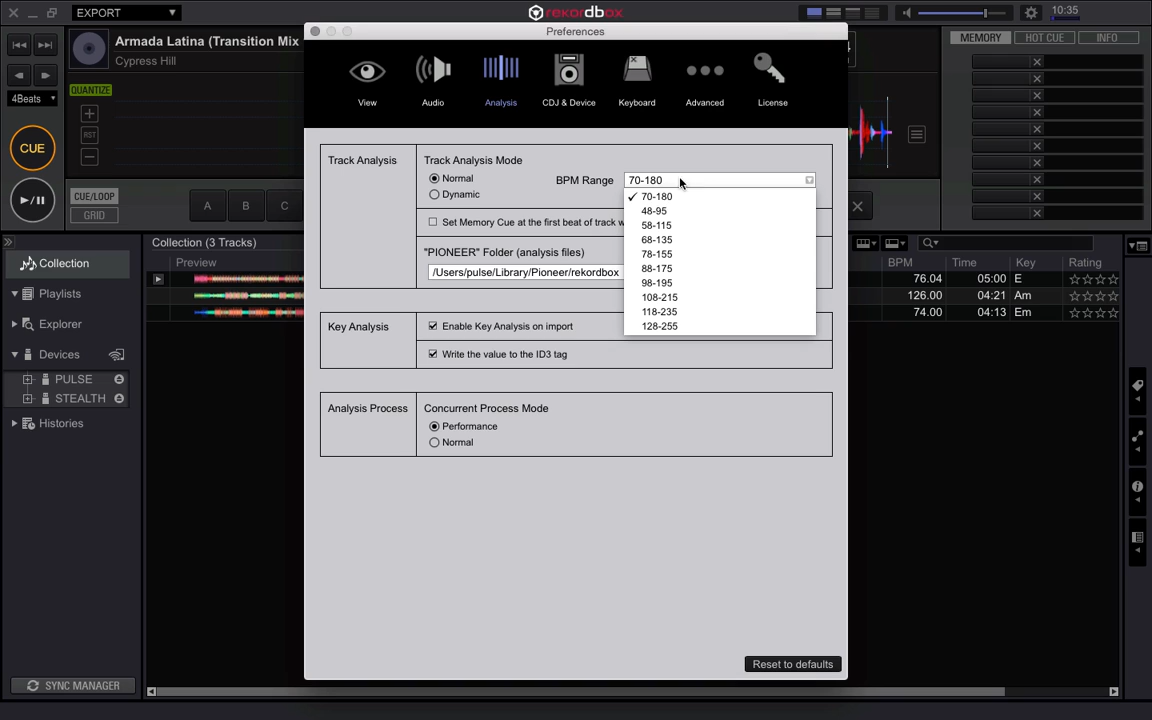 EXPORT
rekordbox
10:35
Preferences
Armada Latina (Transition Mix
Cypress Hill
MEMORY HOT CUE INFO
4Beats
QUANTIZE
RST
View Audio Analysis CDJ & Device Keyboard Advanced License
CUE
CUE/LOOP
GRID
A B C
Track Analysis
Track Analysis Mode
Normal
Dynamic
BPM Range 70-180
70-180
48-95
58-115
68-135
78-155
88-175
98-195
108-215
118-235
128-255
Set Memory Cue at the first beat of track w
"PIONEER" Folder (analysis files)
/Users/pulse/Library/Pioneer/rekordbox
Key Analysis
Enable Key Analysis on import
Write the value to the ID3 tag
Analysis Process
Concurrent Process Mode
Performance
Normal
Reset to defaults
Collection
Playlists
Explorer
Devices
PULSE
STEALTH
Histories
SYNC MANAGER
Collection (3 Tracks)
Preview BPM Time Key Rating
76.04 05:00 E
126.00 04:21 Am
74.00 04:13 Em